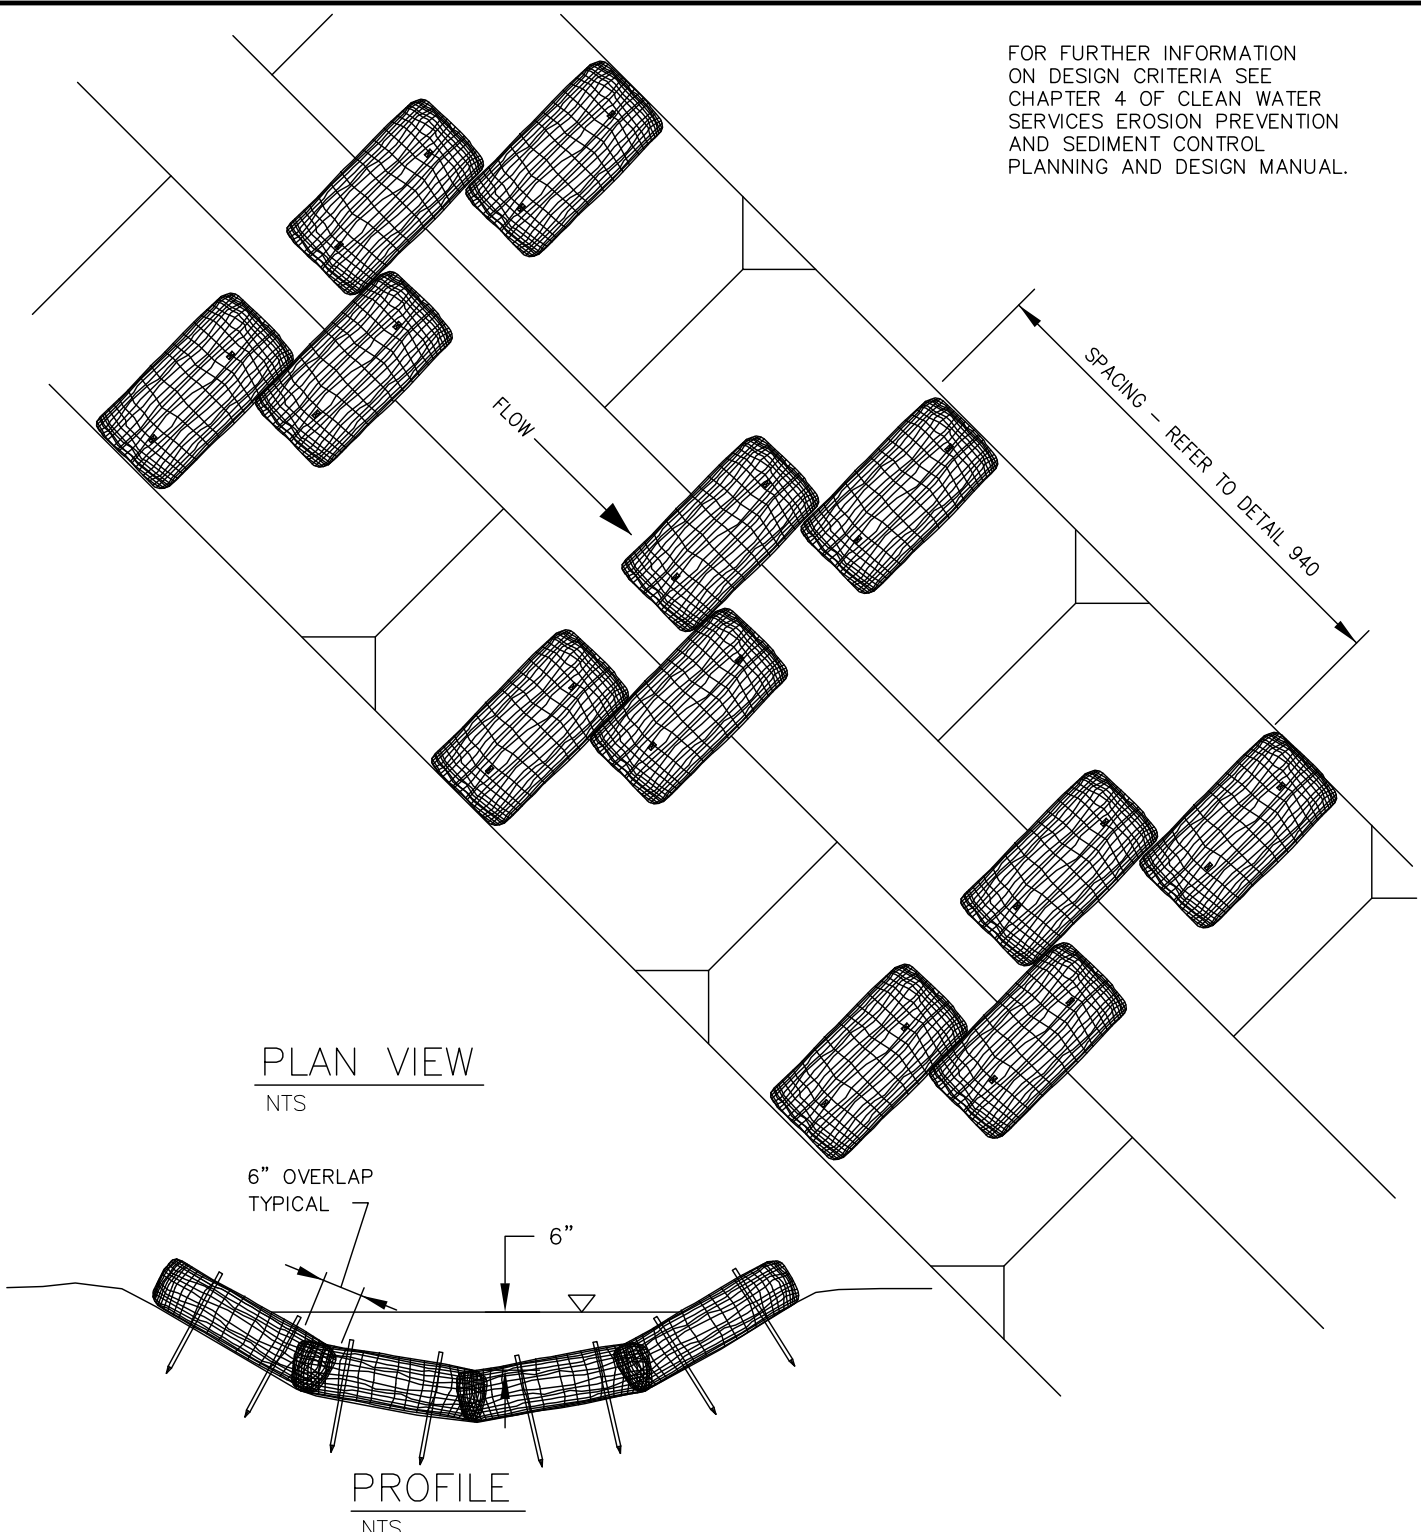 FOR FURTHER INFORMATION
ON DESIGN CRITERIA SEE
CHAPTER 4 OF CLEAN WATER
SERVICES EROSION PREVENTION
AND SEDIMENT CONTROL
PLANNING AND DESIGN MANUAL.
SPACING – REFER TO DETAIL 940
FLOW
PLAN VIEW
NTS
6" OVERLAP
TYPICAL
6"
PROFILE
NTS